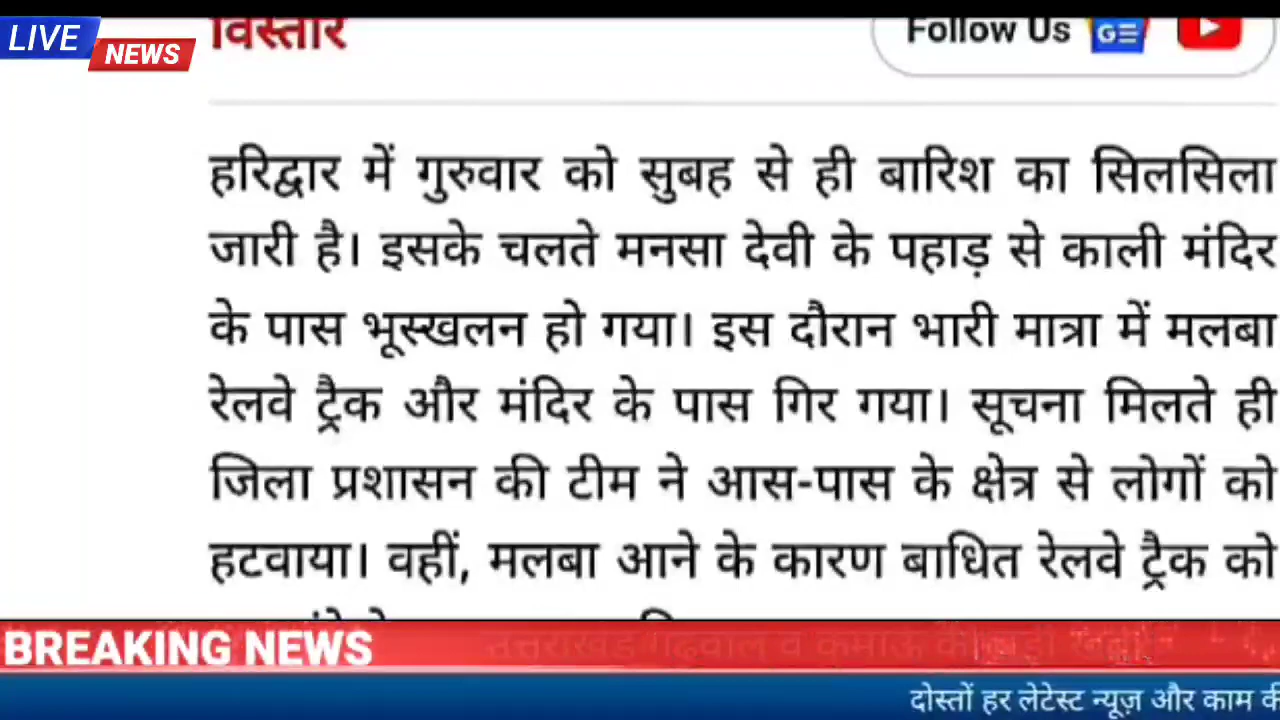 LIVE
NEWS
विस्तार
Follow Us
हरिद्वार में गुरुवार को सुबह से ही बारिश का सिलसिला
जारी है। इसके चलते मनसा देवी के पहाड़ से काली मंदिर
के पास भूस्खलन हो गया। इस दौरान भारी मात्रा में मलबा
रेलवे ट्रैक और मंदिर के पास गिर गया। सूचना मिलते ही
जिला प्रशासन की टीम ने आस-पास के क्षेत्र से लोगों को
हटवाया। वहीं, मलबा आने के कारण बाधित रेलवे ट्रैक को
BREAKING NEWS
दोस्तों हर लेटेस्ट न्यूज़ और काम की